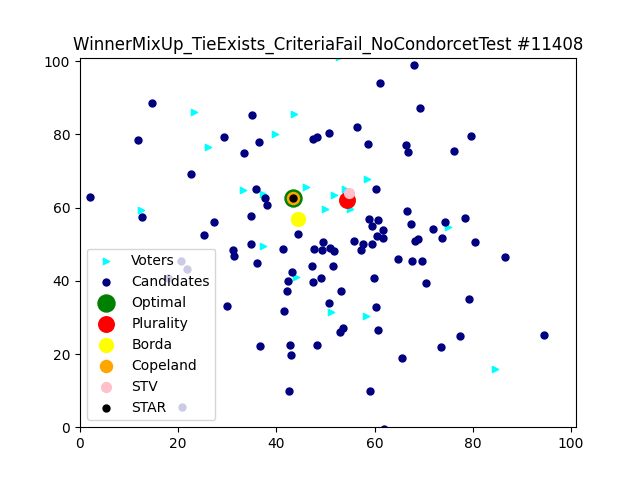 WinnerMixUp_TieExists_CriteriaFail_NoCondorcetTest #11408
100
80
60
40
20
0
Voters
Candidates
Optimal
Plurality
Borda
Copeland
STV
STAR
0 20 40 60 80 100